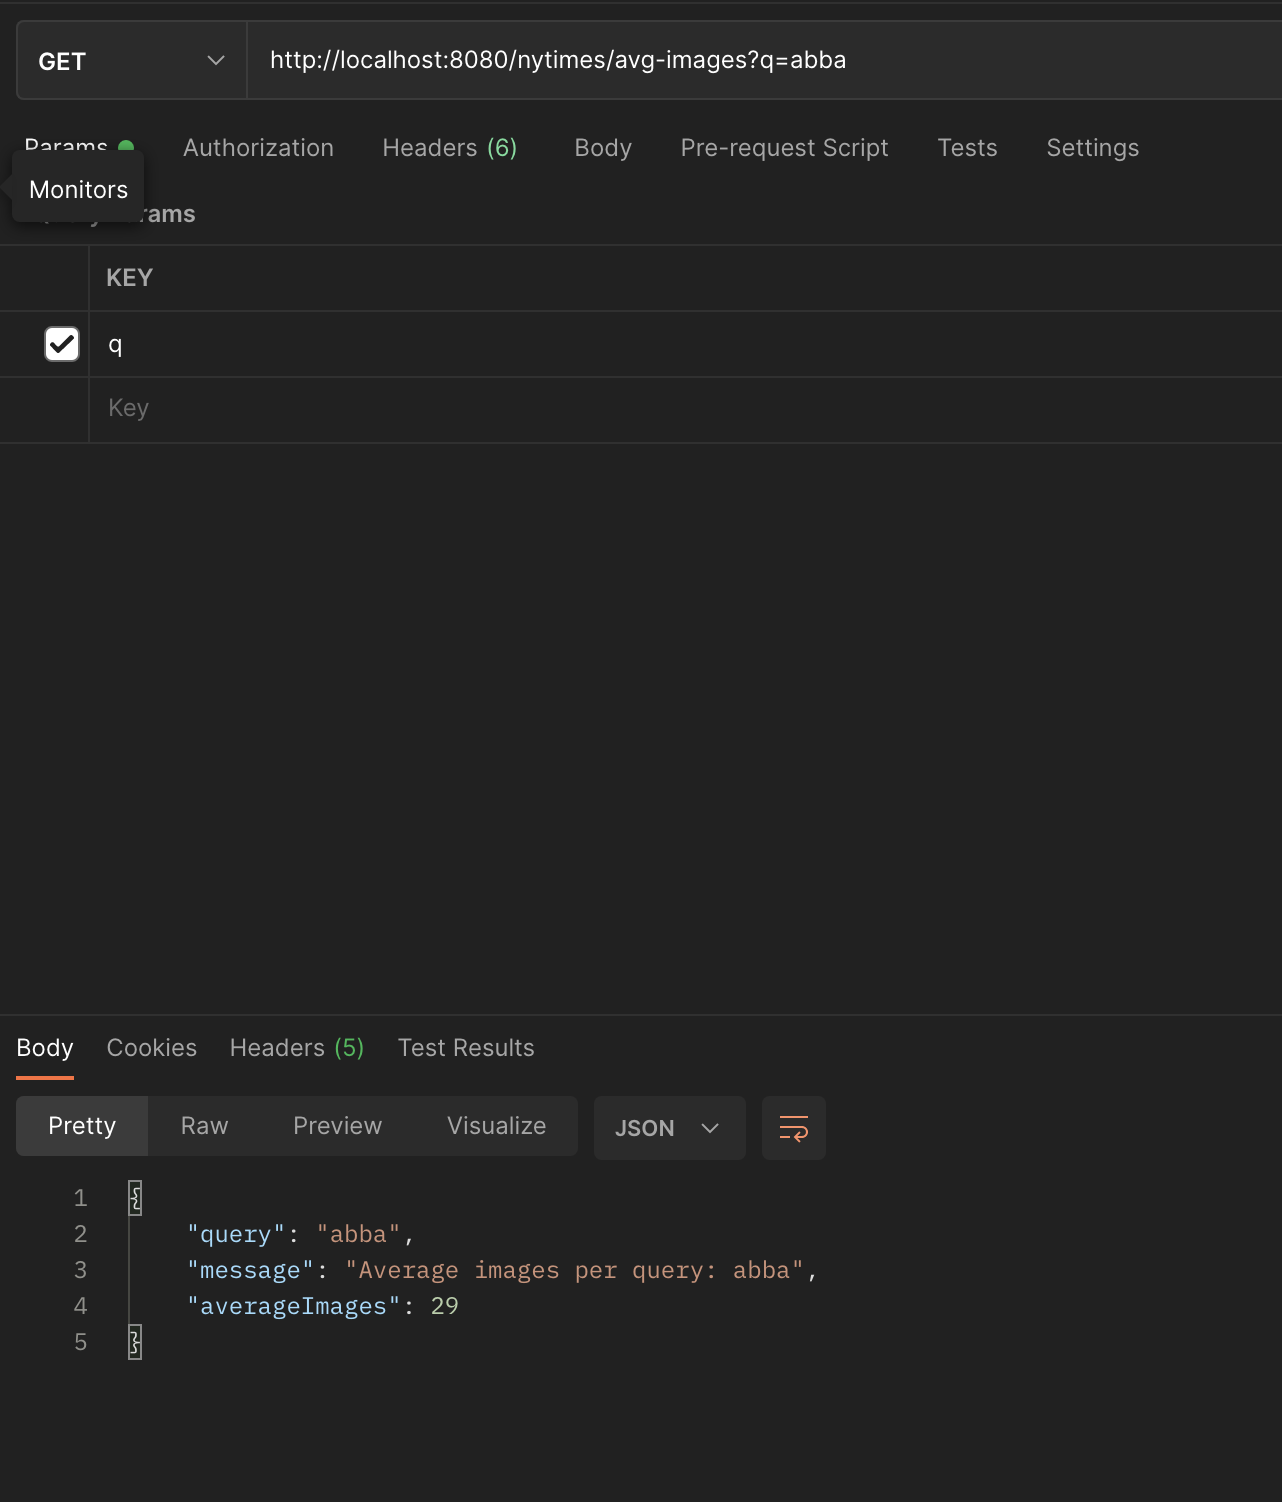 GET http://localhost:8080/nytimes/avg-images?q=abba
Params Authorization Headers (6) Body Pre-request Script Tests Settings
Monitors
KEY
q
Key
Body Cookies Headers (5) Test Results
Pretty Raw Preview Visualize JSON
1 {
2 "query": "abba",
3 "message": "Average images per query: abba",
4 "averageImages": 29
5 }